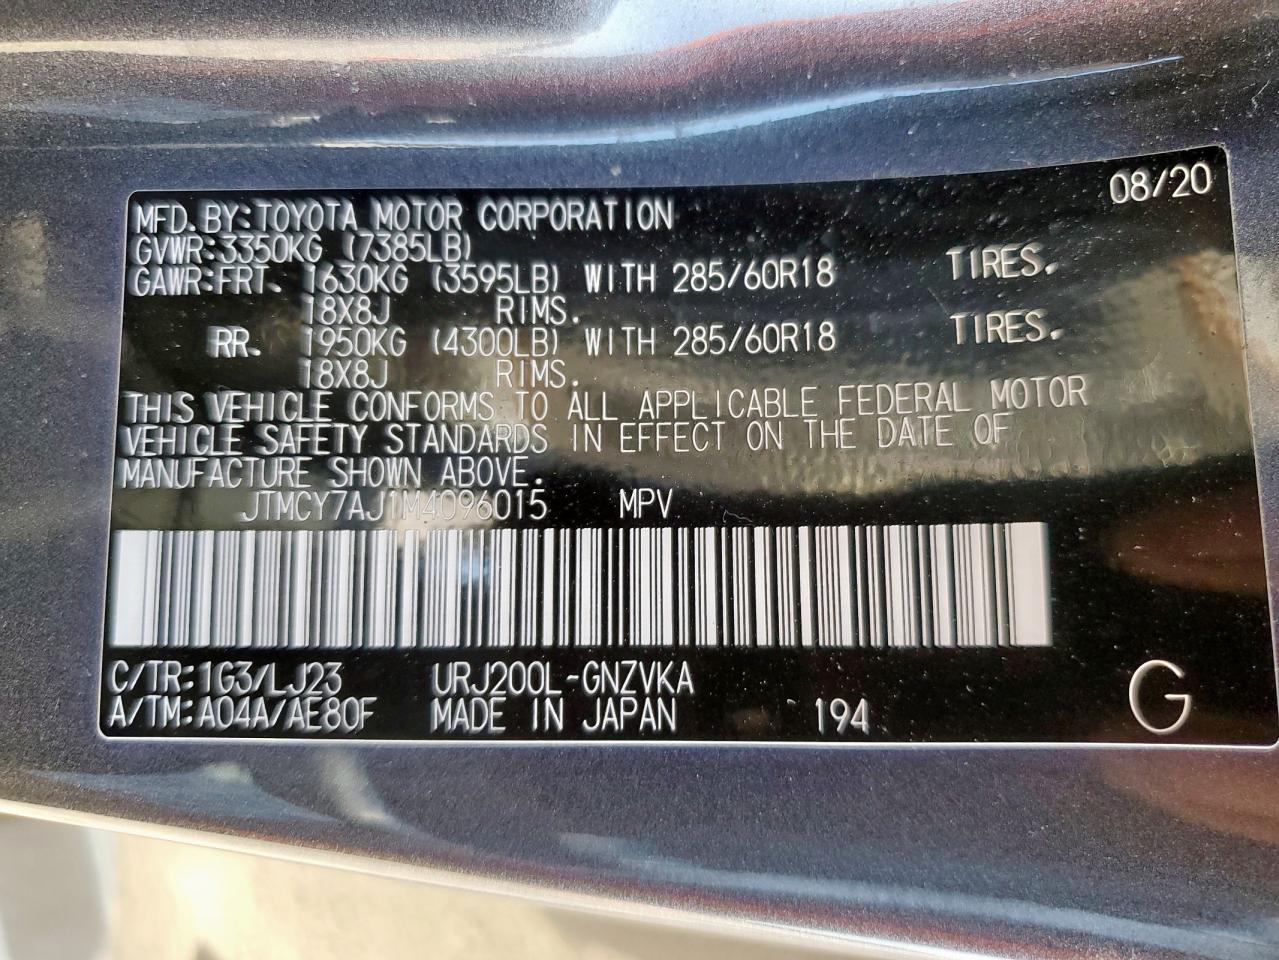 08/20
MFD. BY: TOYOTA MOTOR CORPORATION
GVWR: 3350KG (7385LB)
GAWR: FRT. 1630KG (3595LB) WITH 285/60R18 TIRES.
18X8J RIMS.
RR. 1950KG (4300LB) WITH 285/60R18 TIRES.
18X8J RIMS.
THIS VEHICLE CONFORMS TO ALL APPLICABLE FEDERAL MOTOR
VEHICLE SAFETY STANDARDS IN EFFECT ON THE DATE OF
MANUFACTURE SHOWN ABOVE.
JTMCY7AJ1M4096015 MPV
C/TR: 1G3/LJ23 URJ200L-GNZVKA
A/TM: A04A/AE80F MADE IN JAPAN 194 G